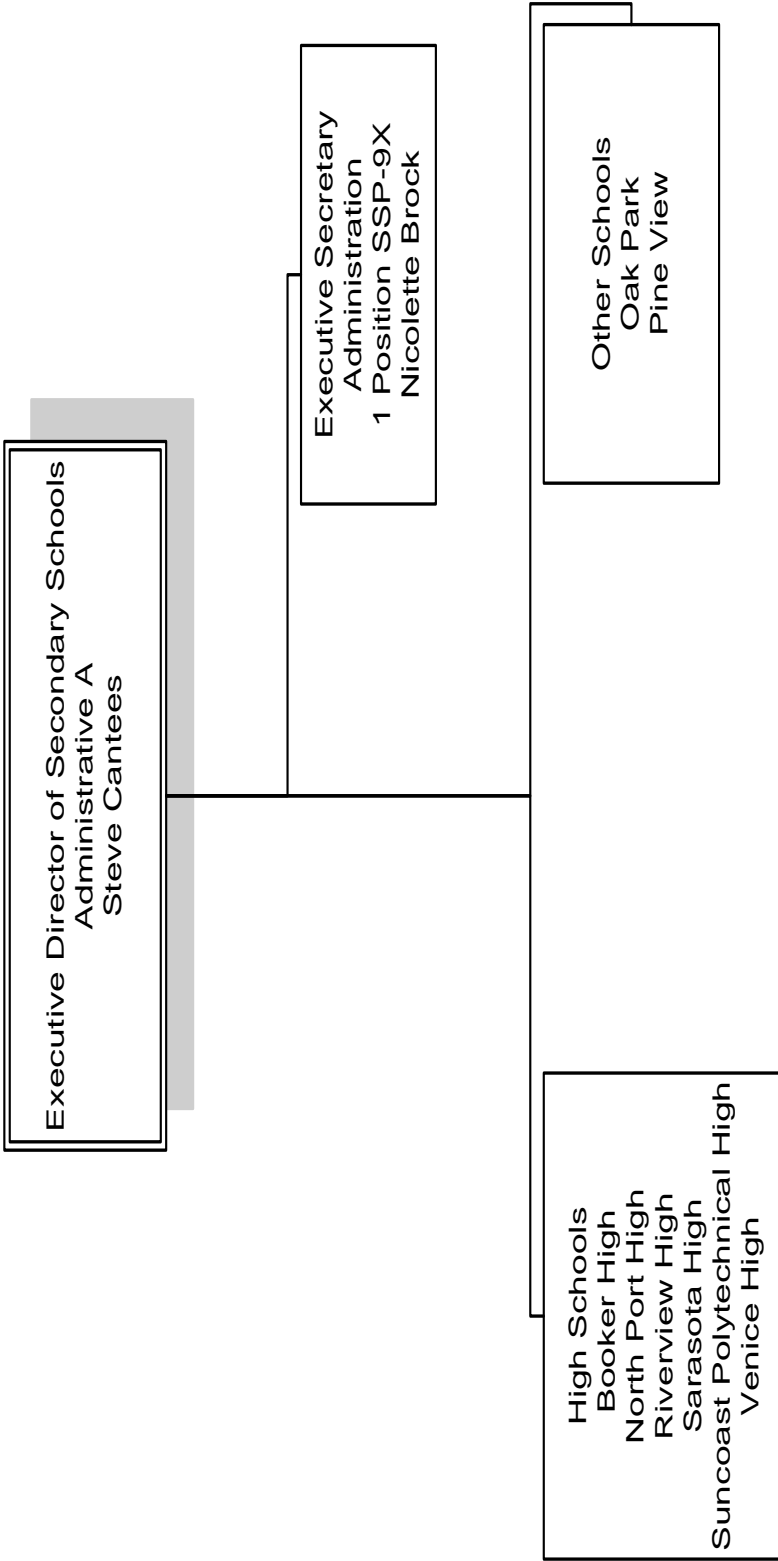 Executive Director of Secondary Schools
Administrative A
Steve Cantees
Executive Secretary
Administration
1 Position SSP-9X
Nicolette Brock
High Schools
Booker High
North Port High
Riverview High
Sarasota High
Suncoast Polytechnical High
Venice High
Other Schools
Oak Park
Pine View